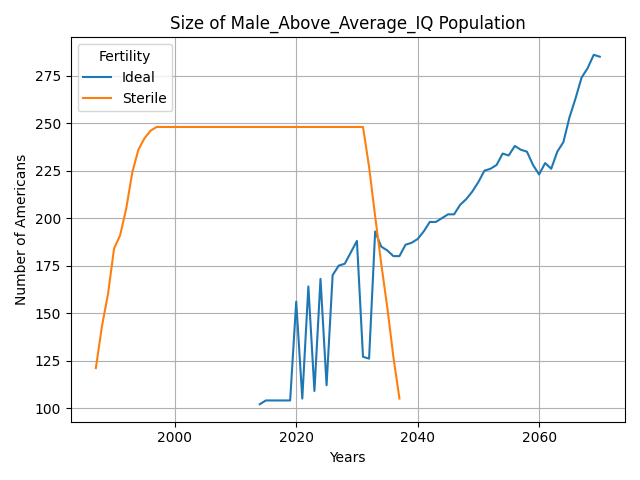 Size of Male_Above_Average_IQ Population
Fertility
Ideal
Sterile
Number of Americans
275
250
225
200
175
150
125
100
2000
2020
2040
2060
Years